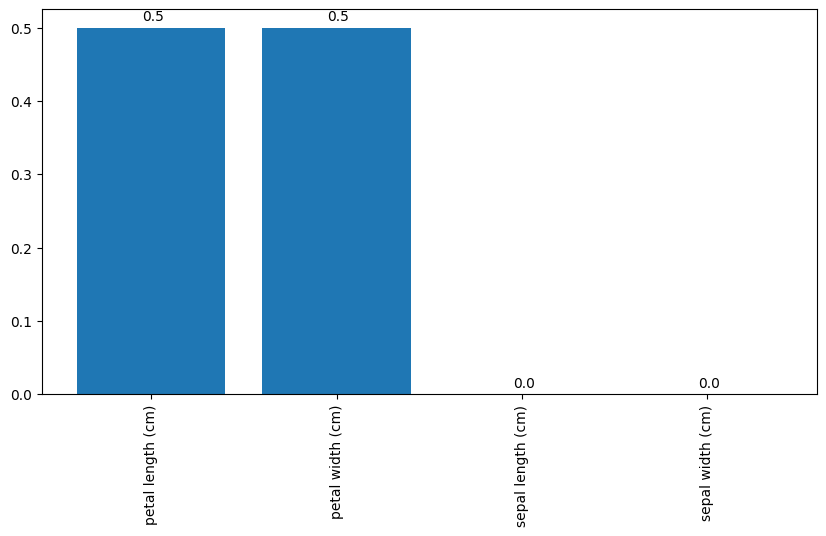 0.5 0.5
0.5
0.4
0.3
0.2
0.1
0.0 0.0
0.0
petal length (cm)
petal width (cm)
sepal length (cm)
sepal width (cm)